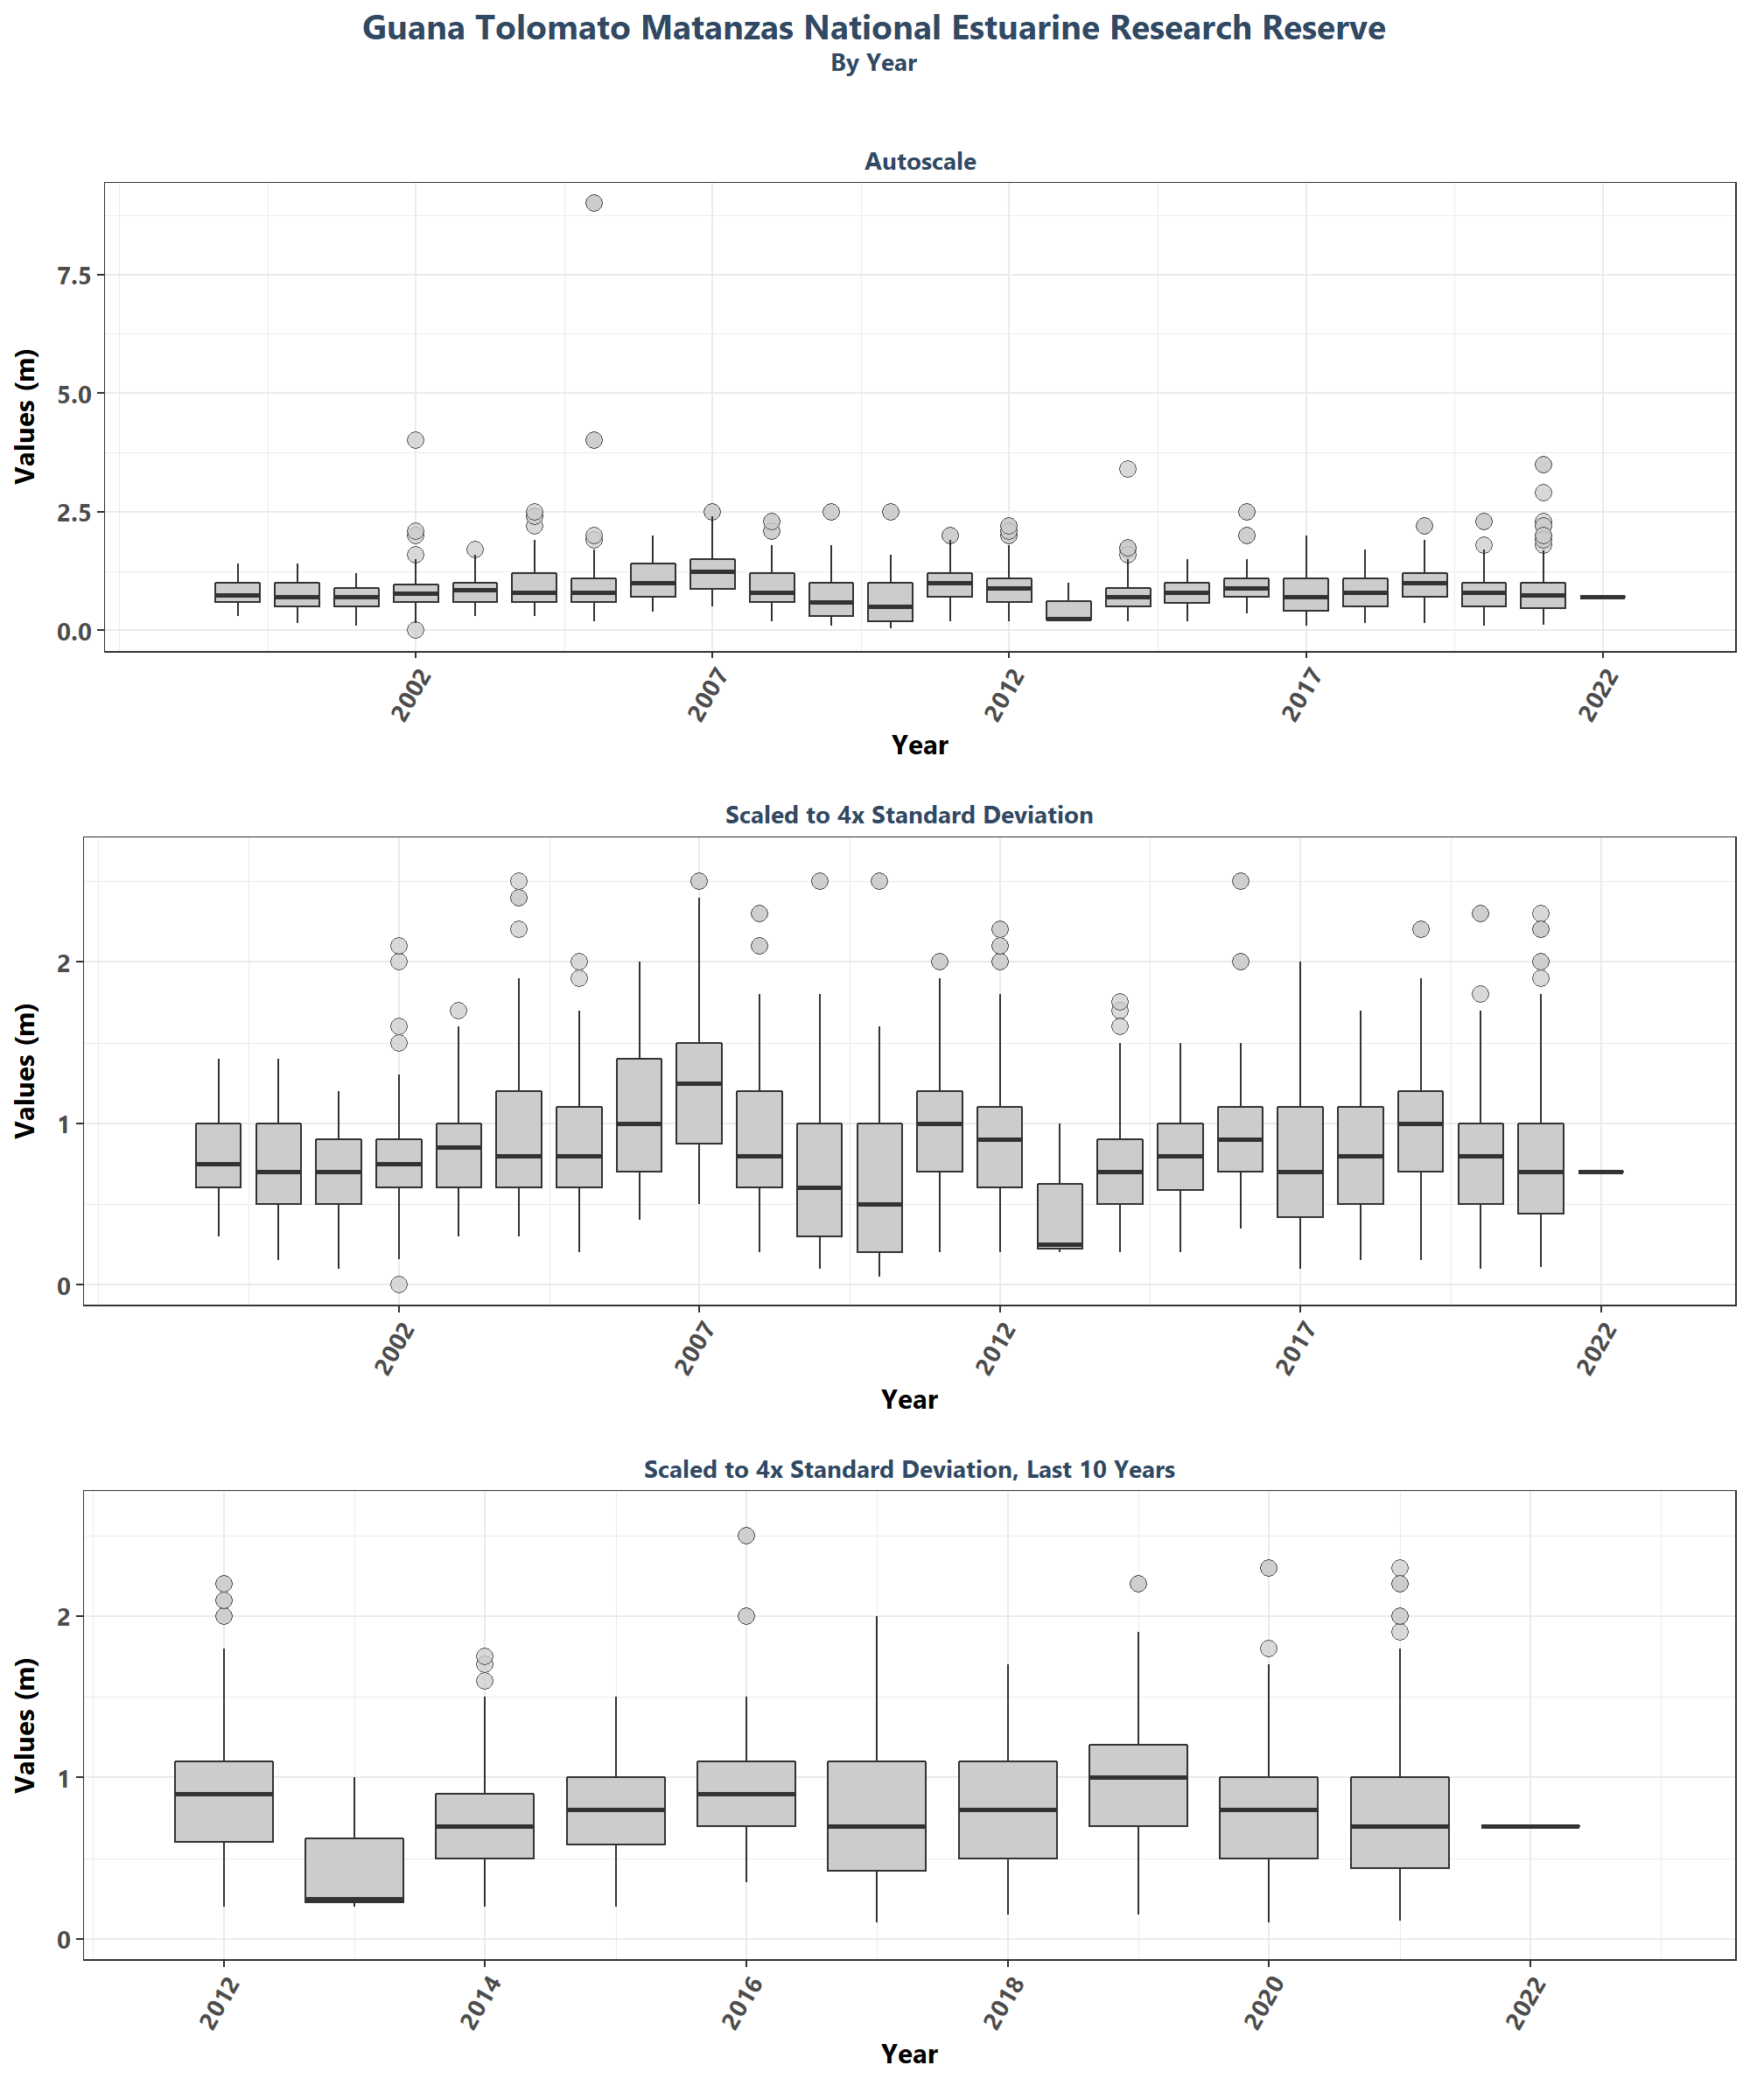 Guana Tolomato Matanzas National Estuarine Research Reserve
By Year
Autoscale
Values (m)
7.5
5.0
2.5
0.0
2002
2007
2012
2017
2022
Year
Scaled to 4x Standard Deviation
Values (m)
2
1
0
2002
2007
2012
2017
2022
Year
Scaled to 4x Standard Deviation, Last 10 Years
Values (m)
2
1
0
2012
2014
2016
2018
2020
2022
Year